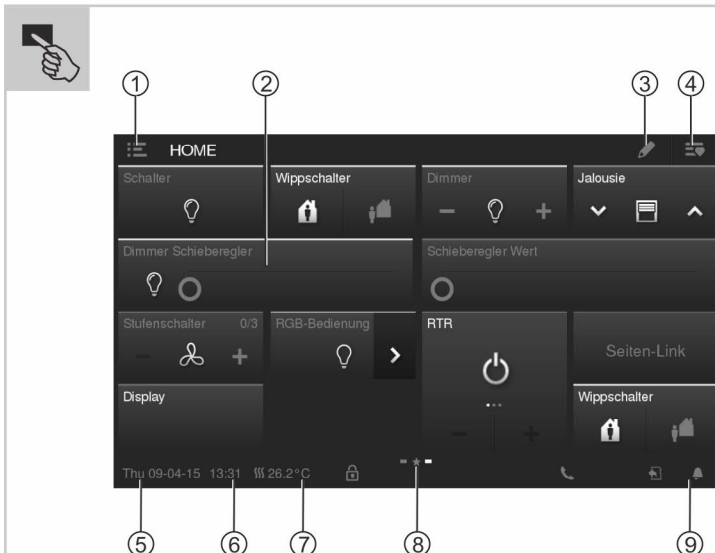 ① ② ③ ④
HOME
Schalter Wippschalter Dimmer Jalousie
Dimmer Schieberegler Schieberegler Wert
Stufenschalter 0/3 RGB-Bedienung RTR
Seiten-Link
Display Wippschalter
Thu 09-04-15 13:31 26.2°C
⑤ ⑥ ⑦ ⑧ ⑨